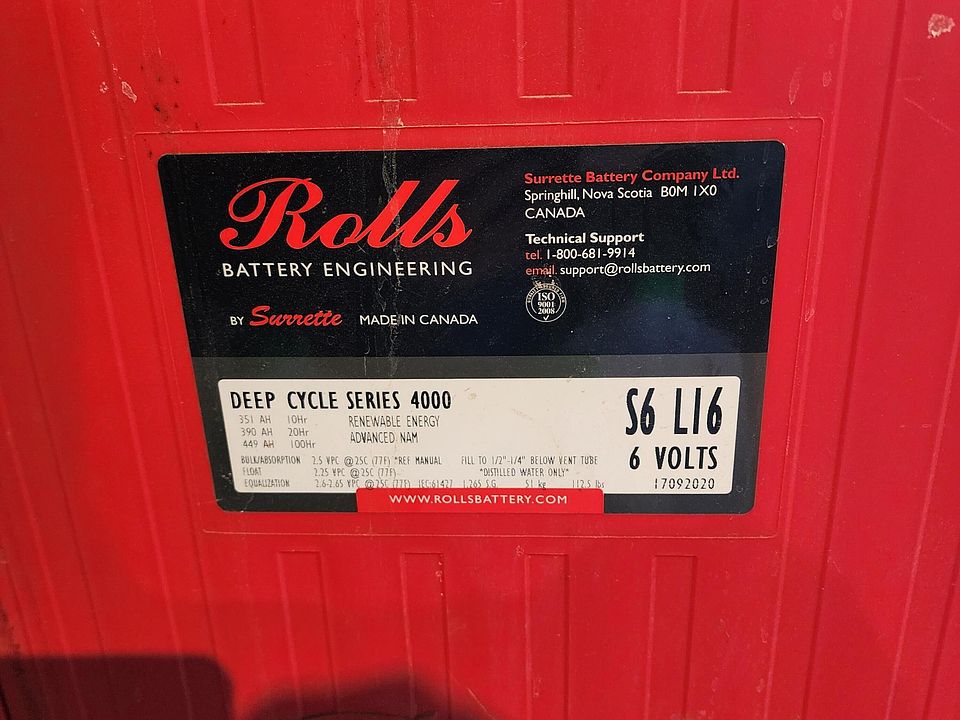 Rolls
BATTERY ENGINEERING
BY Surrette MADE IN CANADA
Surrette Battery Company Ltd.
Springhill, Nova Scotia B0M 1X0
CANADA
Technical Support
tel. 1-800-681-9914
email. support@rollsbattery.com
ISO
9001
2008
DEEP CYCLE SERIES 4000
351 AH 10Hr RENEWABLE ENERGY
390 AH 20Hr ADVANCED NAM
449 AH 100Hr
BULK/ABSORPTION 2.5 VPC @25C (77F) *REF MANUAL FILL TO 1/2"-1/4" BELOW VENT TUBE
FLOAT 2.25 VPC @25C (77F) *DISTILLED WATER ONLY*
EQUALIZATION 2.6-2.65 VPC @25C (77F) IEC:61427 1.265 S.G. 51 kg 112.5 lbs
S6 L16
6 VOLTS
17092020
WWW.ROLLSBATTERY.COM